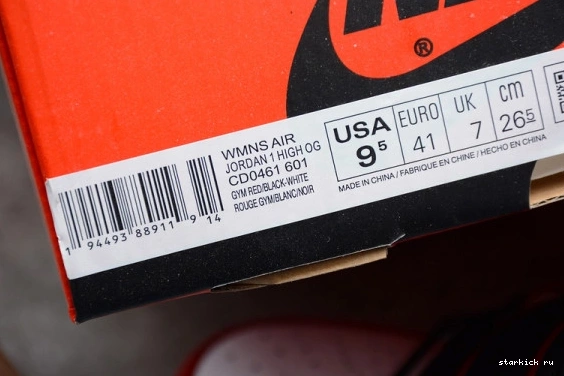 ®
WMNS AIR
JORDAN 1 HIGH OG
CD0461 601
GYM RED/BLACK-WHITE
ROUGE GYM/BLANC/NOIR
USA
9⁵
EURO
41
UK
7
cm
26⁵
MADE IN CHINA / FABRIQUE EN CHINE / HECHO EN CHINA
1 94493 88911 9 14
starkick ru